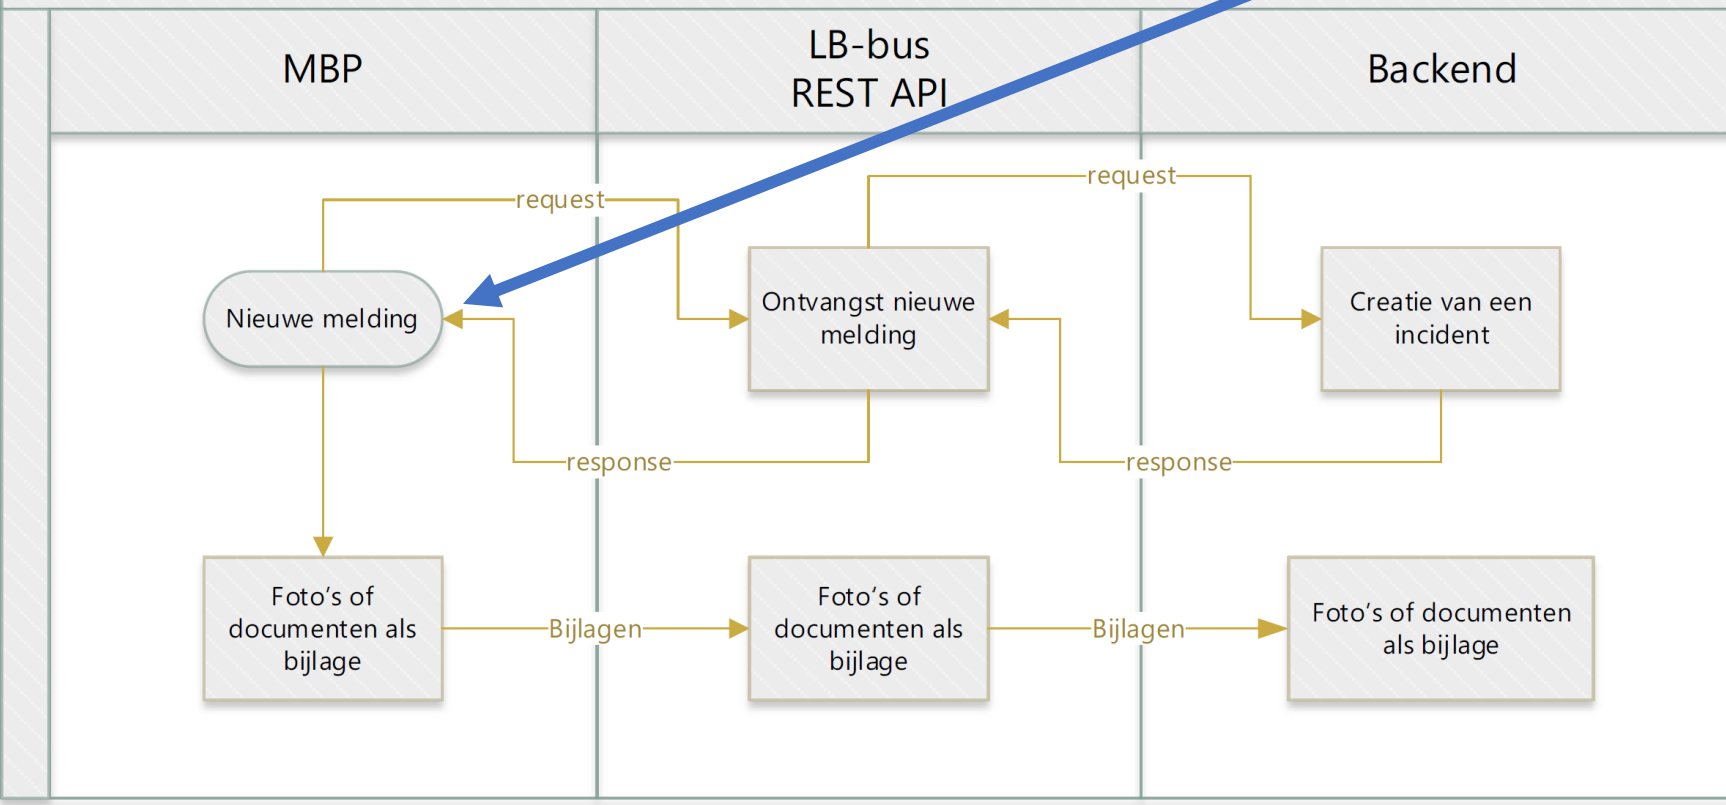 MBP
LB-bus
REST API
Backend
request
request
Nieuwe melding
Ontvangst nieuwe
melding
Creatie van een
incident
response
response
Foto's of
documenten als
bijlage
Bijlagen
Foto's of
documenten als
bijlage
Bijlagen
Foto's of documenten
als bijlage